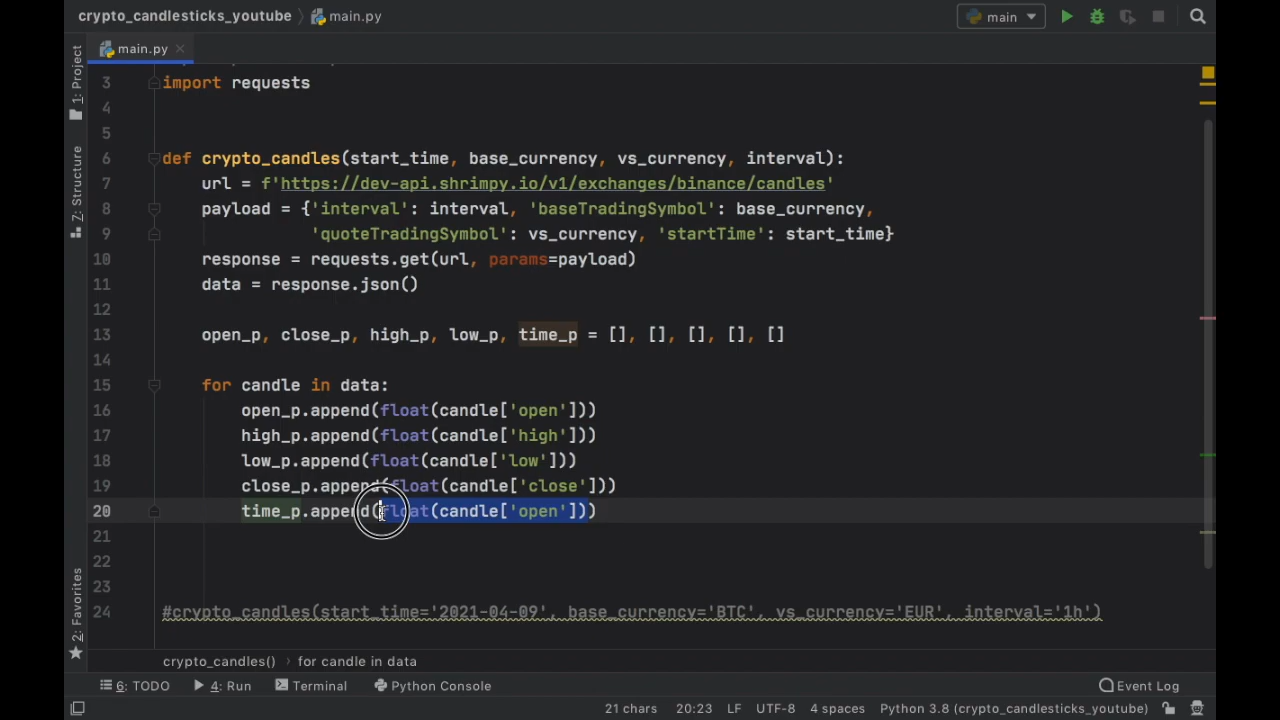 crypto_candlesticks_youtube main.py main
main.py
1: Project
7: Structure
2: Favorites
3 import requests
4
5
6 def crypto_candles(start_time, base_currency, vs_currency, interval):
7 url = f'https://dev-api.shrimpy.io/v1/exchanges/binance/candles'
8 payload = {'interval': interval, 'baseTradingSymbol': base_currency,
9 'quoteTradingSymbol': vs_currency, 'startTime': start_time}
10 response = requests.get(url, params=payload)
11 data = response.json()
12
13 open_p, close_p, high_p, low_p, time_p = [], [], [], [], []
14
15 for candle in data:
16 open_p.append(float(candle['open']))
17 high_p.append(float(candle['high']))
18 low_p.append(float(candle['low']))
19 close_p.append(float(candle['close']))
20 time_p.append(float(candle['open']))
21
22
23
24 #crypto_candles(start_time='2021-04-09', base_currency='BTC', vs_currency='EUR', interval='1h')
crypto_candles() for candle in data
6: TODO 4: Run Terminal Python Console Event Log
21 chars 20:23 LF UTF-8 4 spaces Python 3.8 (crypto_candlesticks_youtube)